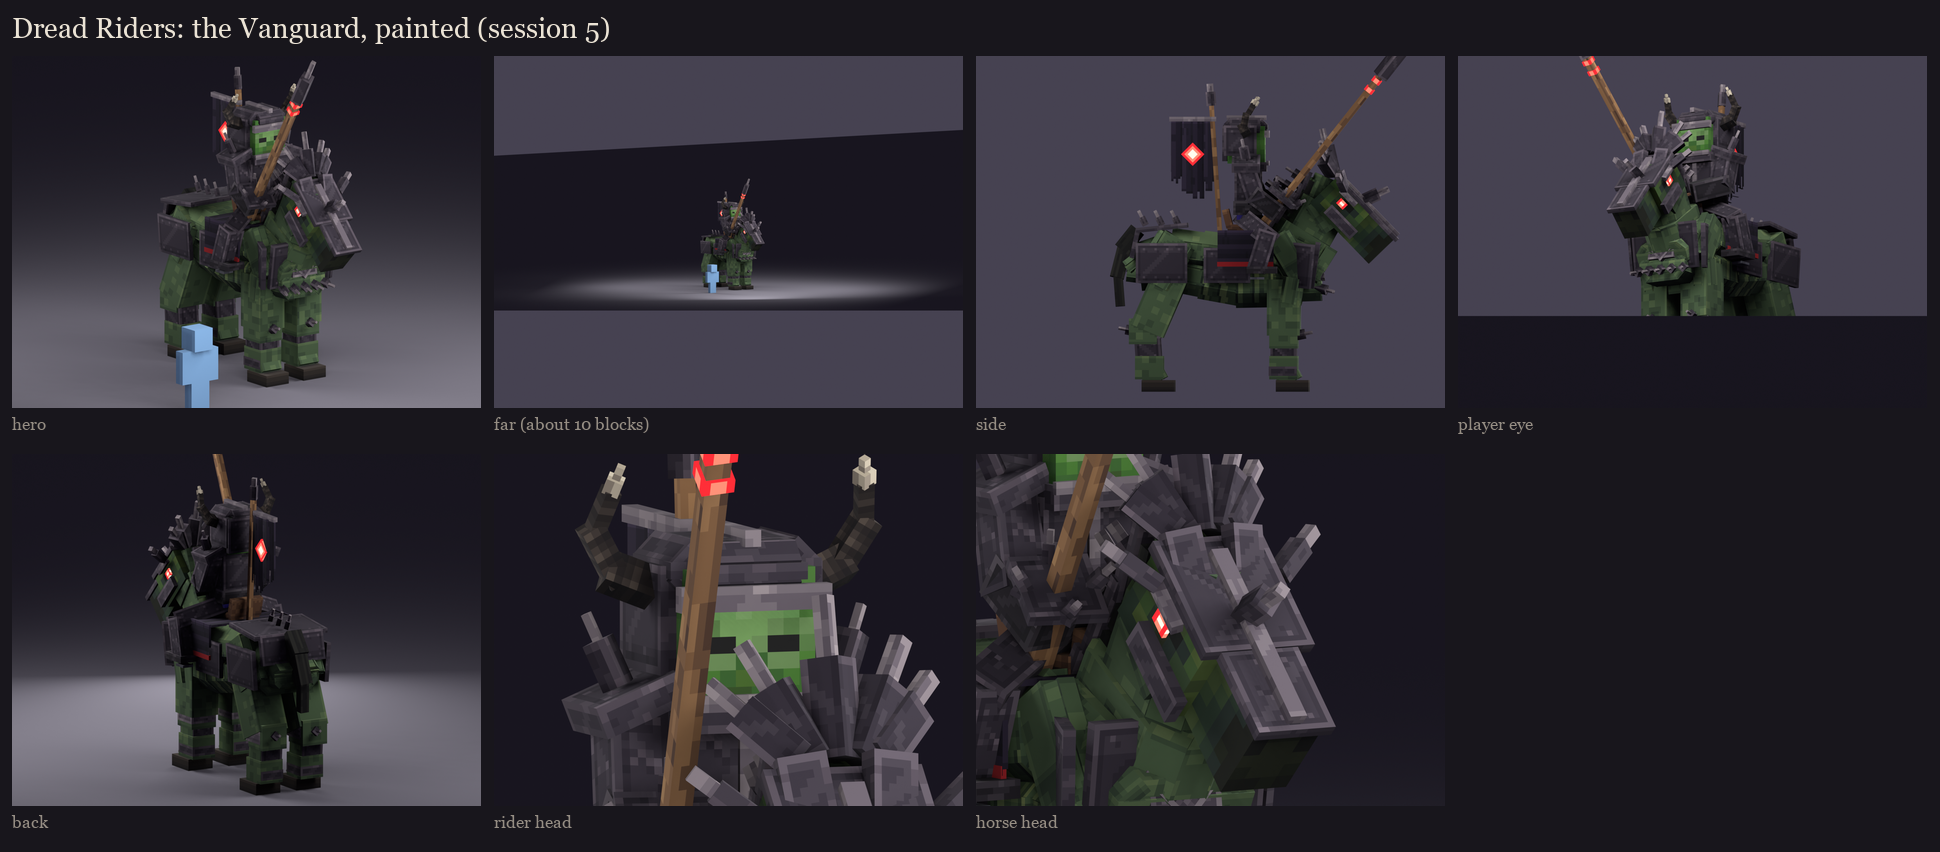 Dread Riders: the Vanguard, painted (session 5)
hero
far (about 10 blocks)
side
player eye
back
rider head
horse head